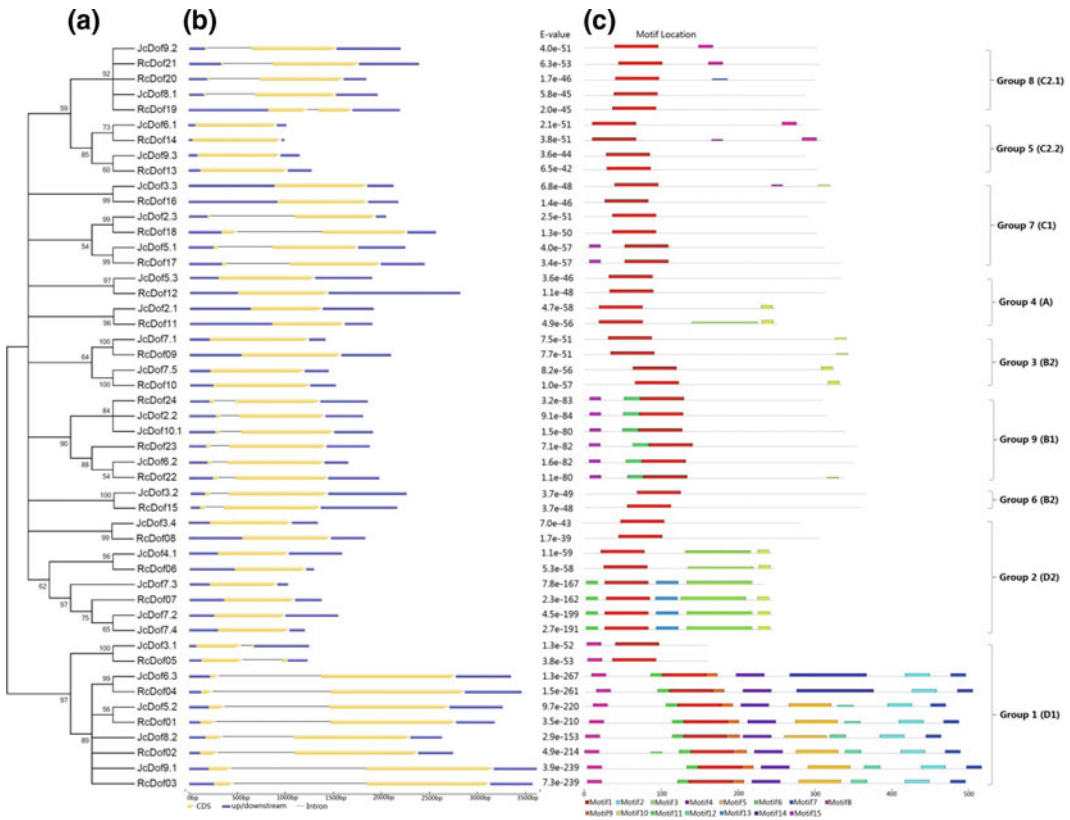 (a) (b) (c)
E-value Motif Location
JcDof9.2 4.0e-51
RcDof21 6.3e-53
RcDof20 1.7e-46
JcDof8.1 5.8e-45
RcDof19 2.0e-45
JcDof6.1 2.1e-51
RcDof14 3.8e-51
JcDof9.3 3.6e-44
RcDof13 6.5e-42
JcDof3.3 6.8e-48
RcDof16 1.4e-46
JcDof2.3 2.5e-51
RcDof18 1.3e-50
JcDof5.1 4.0e-57
RcDof17 3.4e-57
JcDof5.3 3.6e-46
RcDof12 1.1e-48
JcDof2.1 4.7e-58
RcDof11 4.9e-56
JcDof7.1 7.5e-51
RcDof09 7.7e-51
JcDof7.5 8.2e-56
RcDof10 1.0e-57
RcDof24 3.2e-83
JcDof2.2 9.1e-84
JcDof10.1 1.5e-80
RcDof23 7.1e-82
JcDof6.2 1.6e-82
RcDof22 1.1e-80
JcDof3.2 3.7e-49
RcDof15 3.7e-48
JcDof3.4 7.0e-43
RcDof08 1.7e-39
JcDof4.1 1.1e-59
RcDof06 5.3e-58
JcDof7.3 7.8e-167
RcDof07 2.3e-162
JcDof7.2 4.5e-199
JcDof7.4 2.7e-191
JcDof3.1 1.3e-52
RcDof05 3.8e-53
JcDof6.3 1.3e-267
RcDof04 1.5e-261
JcDof5.2 9.7e-220
RcDof01 3.5e-210
JcDof8.2 2.9e-153
RcDof02 4.9e-214
JcDof9.1 3.9e-239
RcDof03 7.3e-239
92
59
73
85
60
99
99
54
99
97
96
100
64
100
84
90
88
54
100
99
56
62
97
75
65
100
99
97
56
89
Group 8 (C2.1)
Group 5 (C2.2)
Group 7 (C1)
Group 4 (A)
Group 3 (B2)
Group 9 (B1)
Group 6 (B2)
Group 2 (D2)
Group 1 (D1)
0bp 500bp 1000bp 1500bp 2000bp 2500bp 3000bp 3500bp
CDS up/downstream Intron
0 100 200 300 400 500
Motif1 Motif2 Motif3 Motif4 Motif5 Motif6 Motif7 Motif8
Motif9 Motif10 Motif11 Motif12 Motif13 Motif14 Motif15